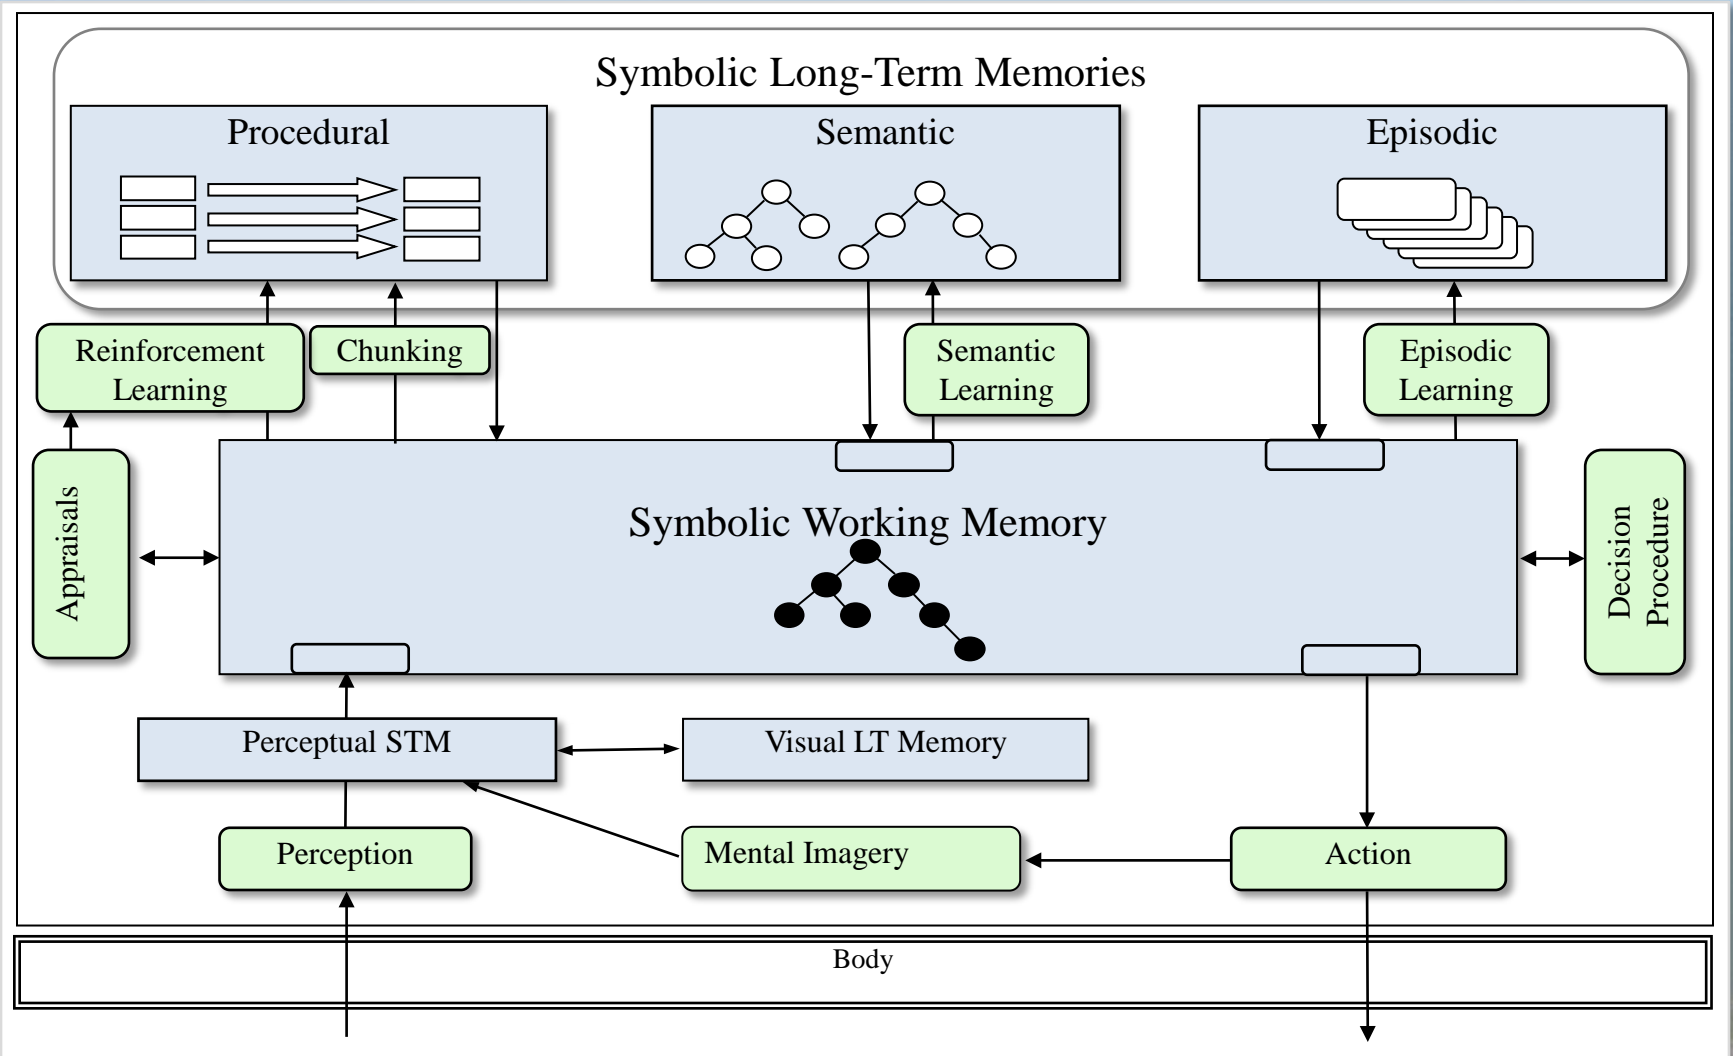 Symbolic Long-Term Memories
Procedural
Semantic
Episodic
Reinforcement
Learning
Chunking
Semantic
Learning
Episodic
Learning
Appraisals
Symbolic Working Memory
Decision
Procedure
Perceptual STM
Visual LT Memory
Perception
Mental Imagery
Action
Body